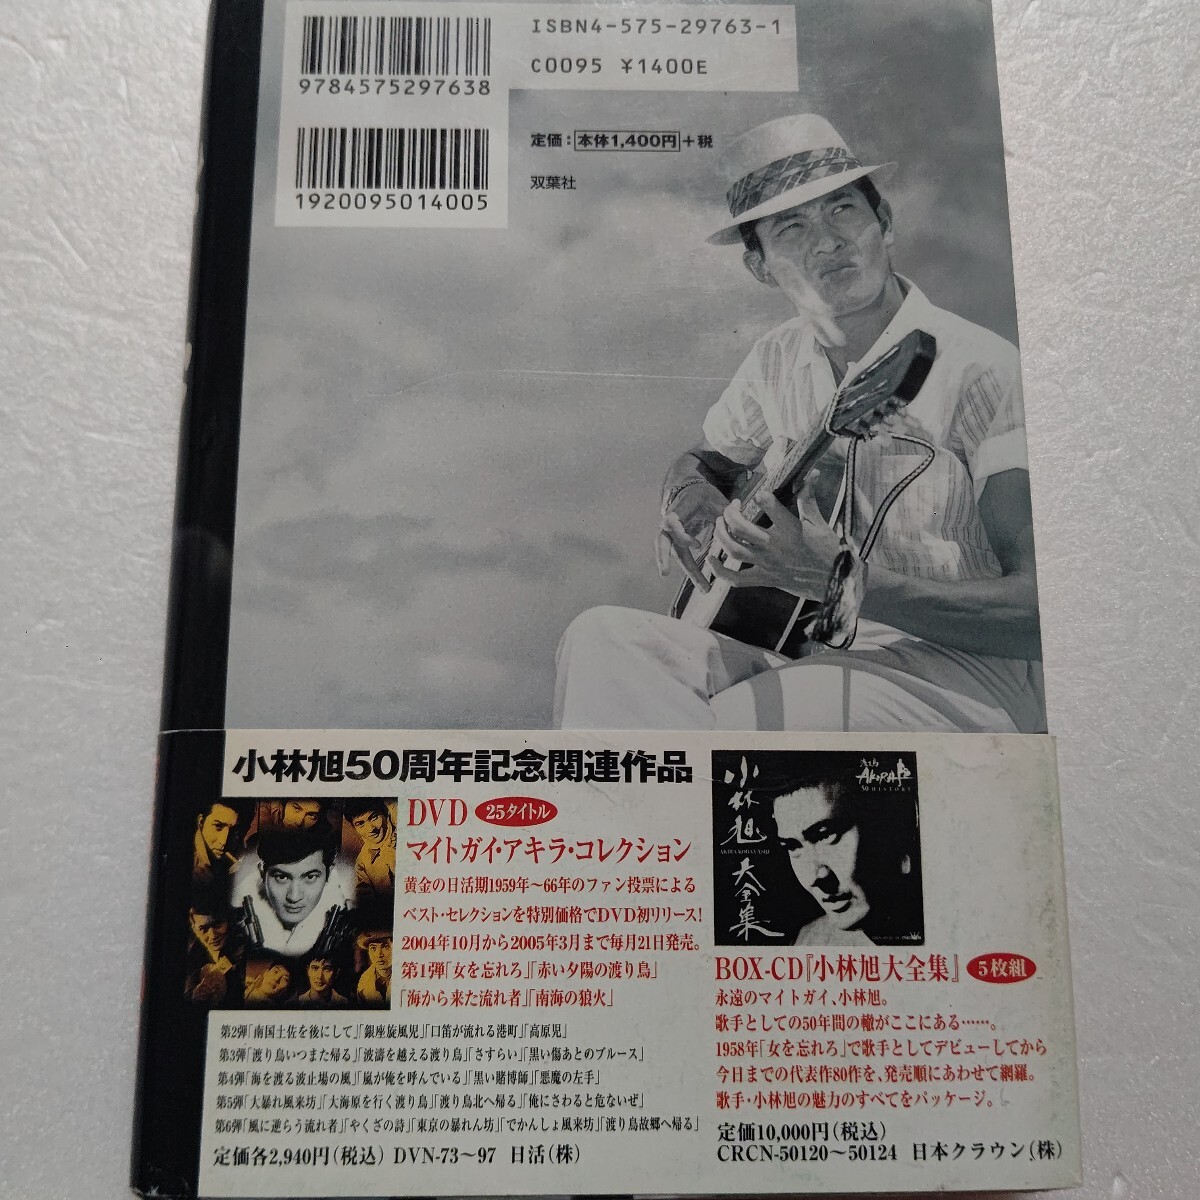 ISBN4-575-29763-1
C0095 ¥1400E
9784575297638
定価：本体1,400円＋税
双葉社
1920095014005
小林旭50周年記念関連作品
DVD 25タイトル
マイトガイ・アキラ・コレクション
黄金の日活期1959年〜66年のファン投票による
ベスト・セレクションを特別価格でDVD初リリース!
2004年10月から2005年3月まで毎月21日発売。
第1弾「女を忘れろ」「赤い夕陽の渡り鳥」
「海から来た流れ者」「南海の狼火」
第2弾「南国土佐を後にして」「銀座旋風児」「口笛が流れる港町」「高原児」
第3弾「渡り鳥いつまた帰る」「波濤を越える渡り鳥」「さすらい」「黒い傷あとのブルース」
第4弾「海を渡る波止場の風」「嵐が俺を呼んでいる」「黒い賭博師」「悪魔の左手」
第5弾「大暴れ風来坊」「大海原を行く渡り鳥」「渡り鳥北へ帰る」「俺にさわると危ないぜ」
第6弾「風に逆らう流れ者」「やくざの詩」「東京の暴れん坊」「でかんしょ風来坊」「渡り鳥故郷へ帰る」
定価各2,940円(税込) DVN-73〜97 日活(株)
小林旭
AKIRA KOBAYASHI
大全集
AKIRA
50 HISTORY
BOX-CD『小林旭大全集』 5枚組
永遠のマイトガイ、小林旭。
歌手としての50年間の轍がここにある……。
1958年「女を忘れろ」で歌手としてデビューしてから
今日までの代表作80作を、発売順にあわせて網羅。
歌手・小林旭の魅力のすべてをパッケージ。
定価10,000円(税込)
CRCN-50120〜50124 日本クラウン(株)